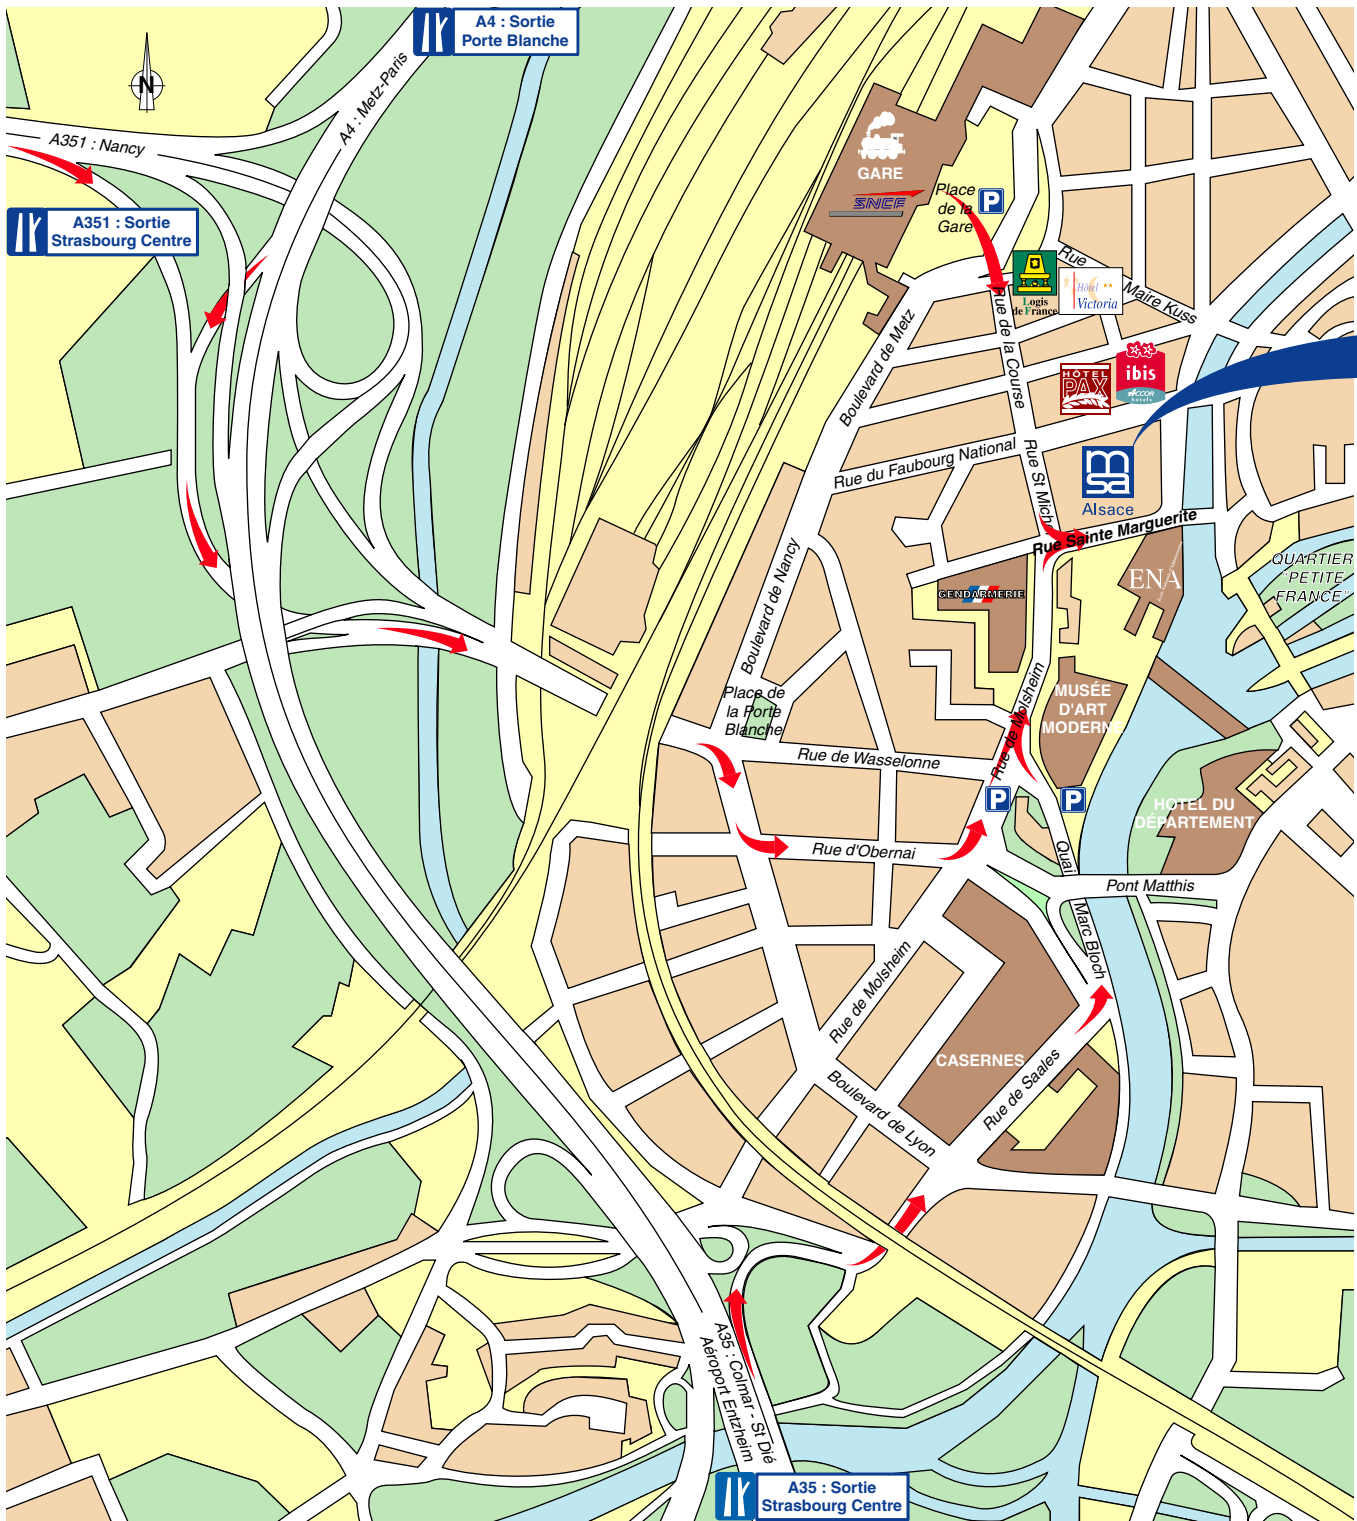 A4 : Sortie
Porte Blanche
N
A4 : Metz-Paris
A351 : Nancy
A351 : Sortie
Strasbourg Centre
GARE
SNCF
Place
de la
Gare
P
Logis
de France
Hôtel **
Victoria
Rue Maire Kuss
Boulevard de Metz
Rue de la Course
HÔTEL
PAX
ibis
ACCOR
hotels
Rue du Faubourg National
Rue St Michel
msa
Alsace
Rue Sainte Marguerite
ENA
QUARTIER
"PETITE
FRANCE"
GENDARMERIE
Boulevard de Nancy
MUSÉE
D'ART
MODERNE
Place de
la Porte
Blanche
Rue de Molsheim
Rue de Wasselonne
P
P
HOTEL DU
DÉPARTEMENT
Rue d'Obernai
Quai Marc Bloch
Pont Matthis
Rue de Molsheim
CASERNES
Rue de Saales
Boulevard de Lyon
A35 : Colmar - St Dié
Aéroport Entzheim
A35 : Sortie
Strasbourg Centre